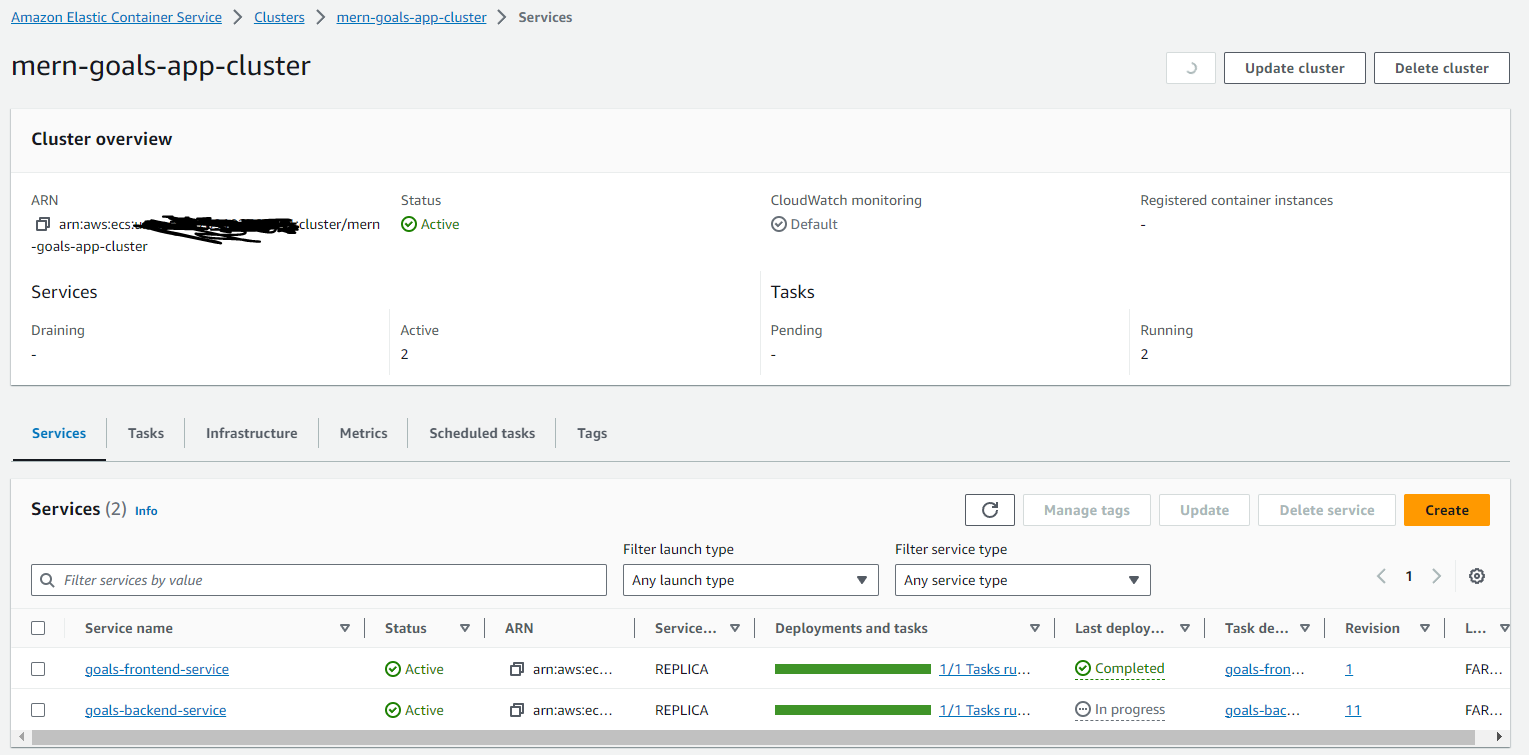 Amazon Elastic Container Service > Clusters > mern-goals-app-cluster > Services
mern-goals-app-cluster
Update cluster
Delete cluster
Cluster overview
ARN
arn:aws:ecs: cluster/mern
-goals-app-cluster
Status
Active
CloudWatch monitoring
Default
Registered container instances
-
Services
Draining
-
Active
2
Tasks
Pending
-
Running
2
Services Tasks Infrastructure Metrics Scheduled tasks Tags
Services (2) Info
Manage tags Update Delete service Create
Filter launch type Filter service type
Filter services by value Any launch type Any service type 1
Service name Status ARN Service... Deployments and tasks Last deploy... Task de... Revision L...
goals-frontend-service Active arn:aws:ec... REPLICA 1/1 Tasks ru... Completed goals-fron... 1 FAR...
goals-backend-service Active arn:aws:ec... REPLICA 1/1 Tasks ru... In progress goals-bac... 11 FAR...